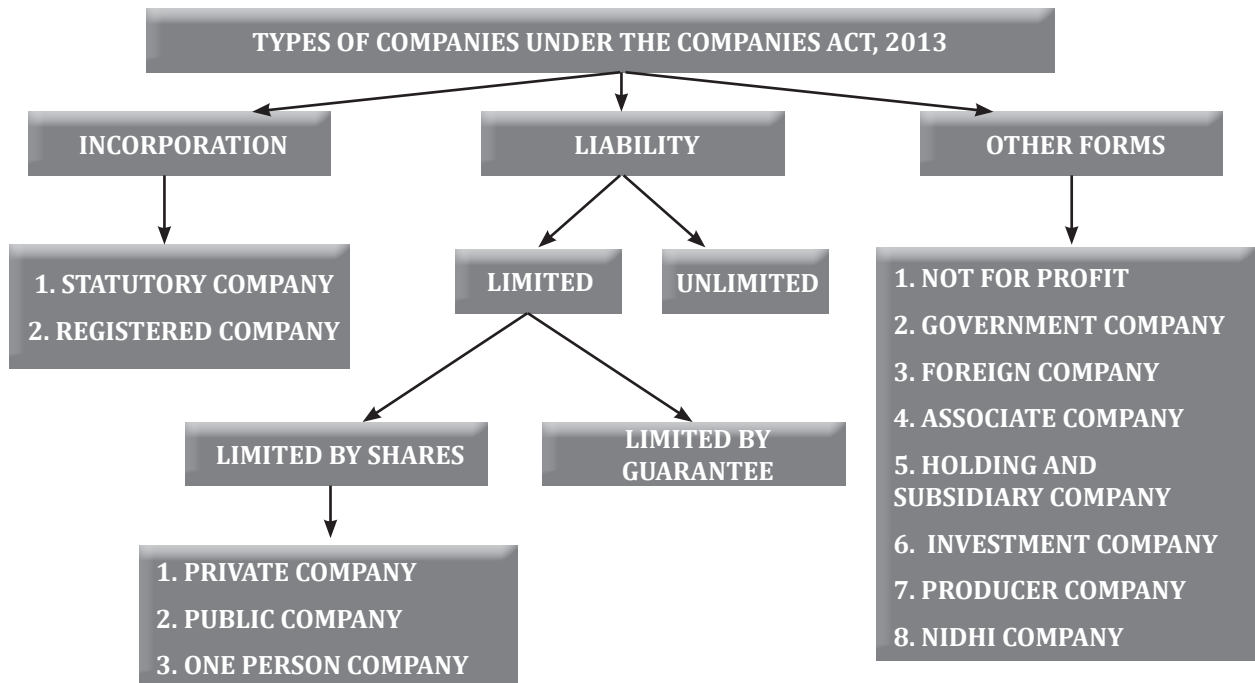 TYPES OF COMPANIES UNDER THE COMPANIES ACT, 2013
INCORPORATION
LIABILITY
OTHER FORMS
1. STATUTORY COMPANY
2. REGISTERED COMPANY
LIMITED
UNLIMITED
LIMITED BY SHARES
LIMITED BY
GUARANTEE
1. PRIVATE COMPANY
2. PUBLIC COMPANY
3. ONE PERSON COMPANY
1. NOT FOR PROFIT
2. GOVERNMENT COMPANY
3. FOREIGN COMPANY
4. ASSOCIATE COMPANY
5. HOLDING AND
SUBSIDIARY COMPANY
6. INVESTMENT COMPANY
7. PRODUCER COMPANY
8. NIDHI COMPANY